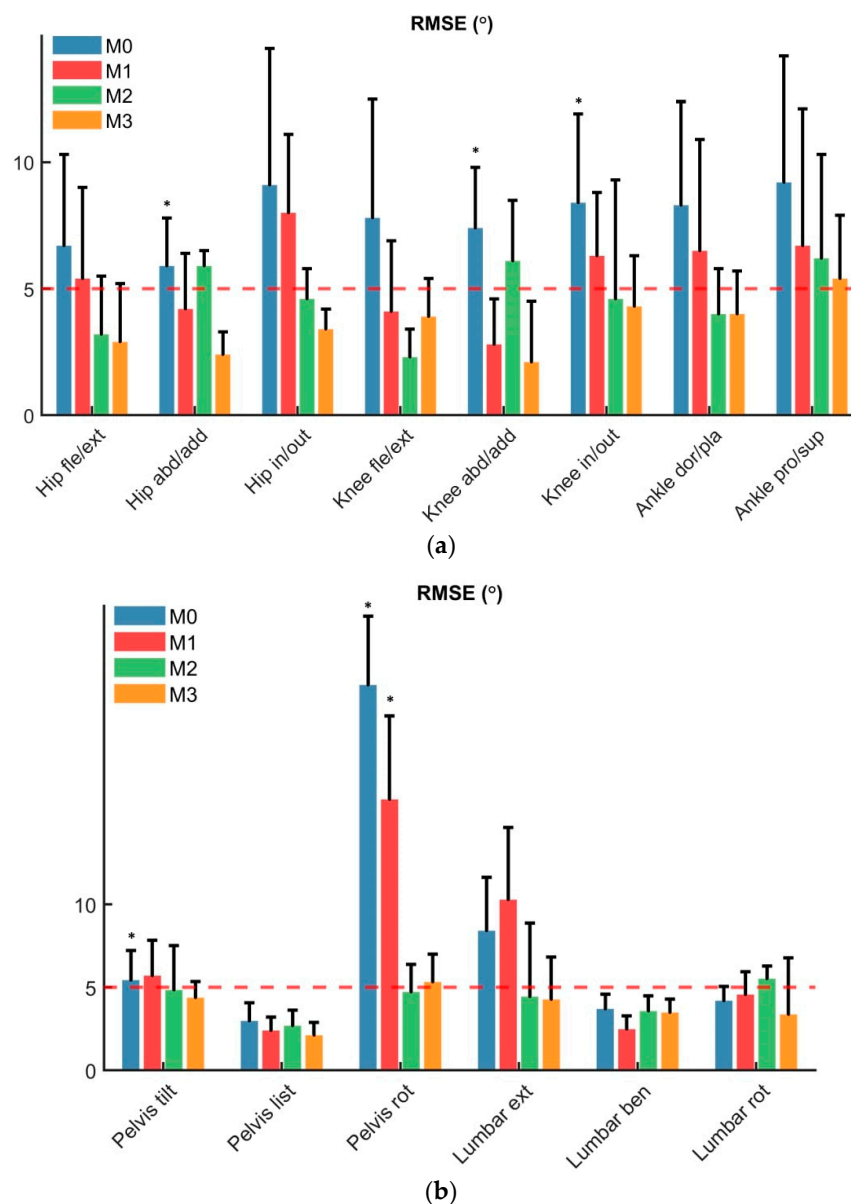 RMSE (°)
M0
M1
M2
M3
10
5
0
*
*
*
Hip fle/ext
Hip abd/add
Hip in/out
Knee fle/ext
Knee abd/add
Knee in/out
Ankle dor/pla
Ankle pro/sup
(a)
RMSE (°)
M0
M1
M2
M3
10
5
0
*
*
*
Pelvis tilt
Pelvis list
Pelvis rot
Lumbar ext
Lumbar ben
Lumbar rot
(b)